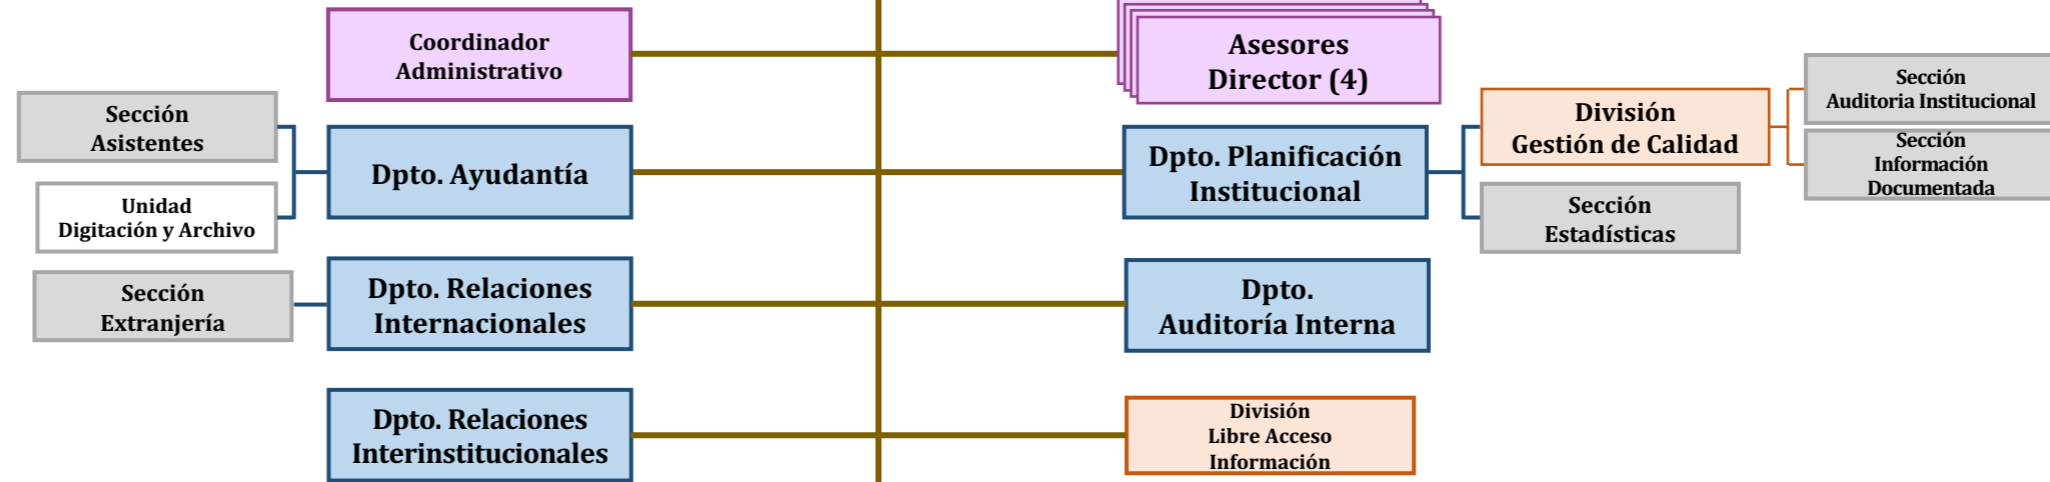 Coordinador
Administrativo
Asesores
Director (4)
Sección
Asistentes
Unidad
Digitación y Archivo
Dpto. Ayudantía
Dpto. Planificación
Institucional
División
Gestión de Calidad
Sección
Auditoria Institucional
Sección
Información
Documentada
Sección
Estadísticas
Sección
Extranjería
Dpto. Relaciones
Internacionales
Dpto.
Auditoría Interna
Dpto. Relaciones
Interinstitucionales
División
Libre Acceso
Información